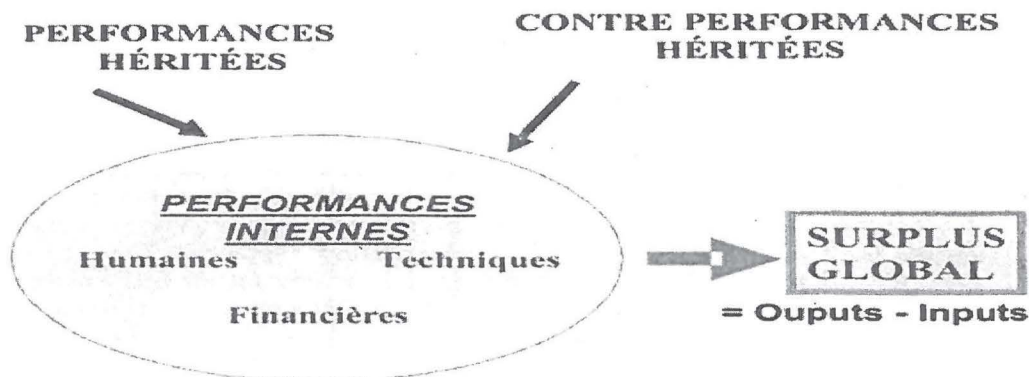 PERFORMANCES
HÉRITÉES
CONTRE PERFORMANCES
HÉRITÉES
PERFORMANCES
INTERNES
Humaines Techniques
Financières
SURPLUS
GLOBAL
= Ouputs - Inputs